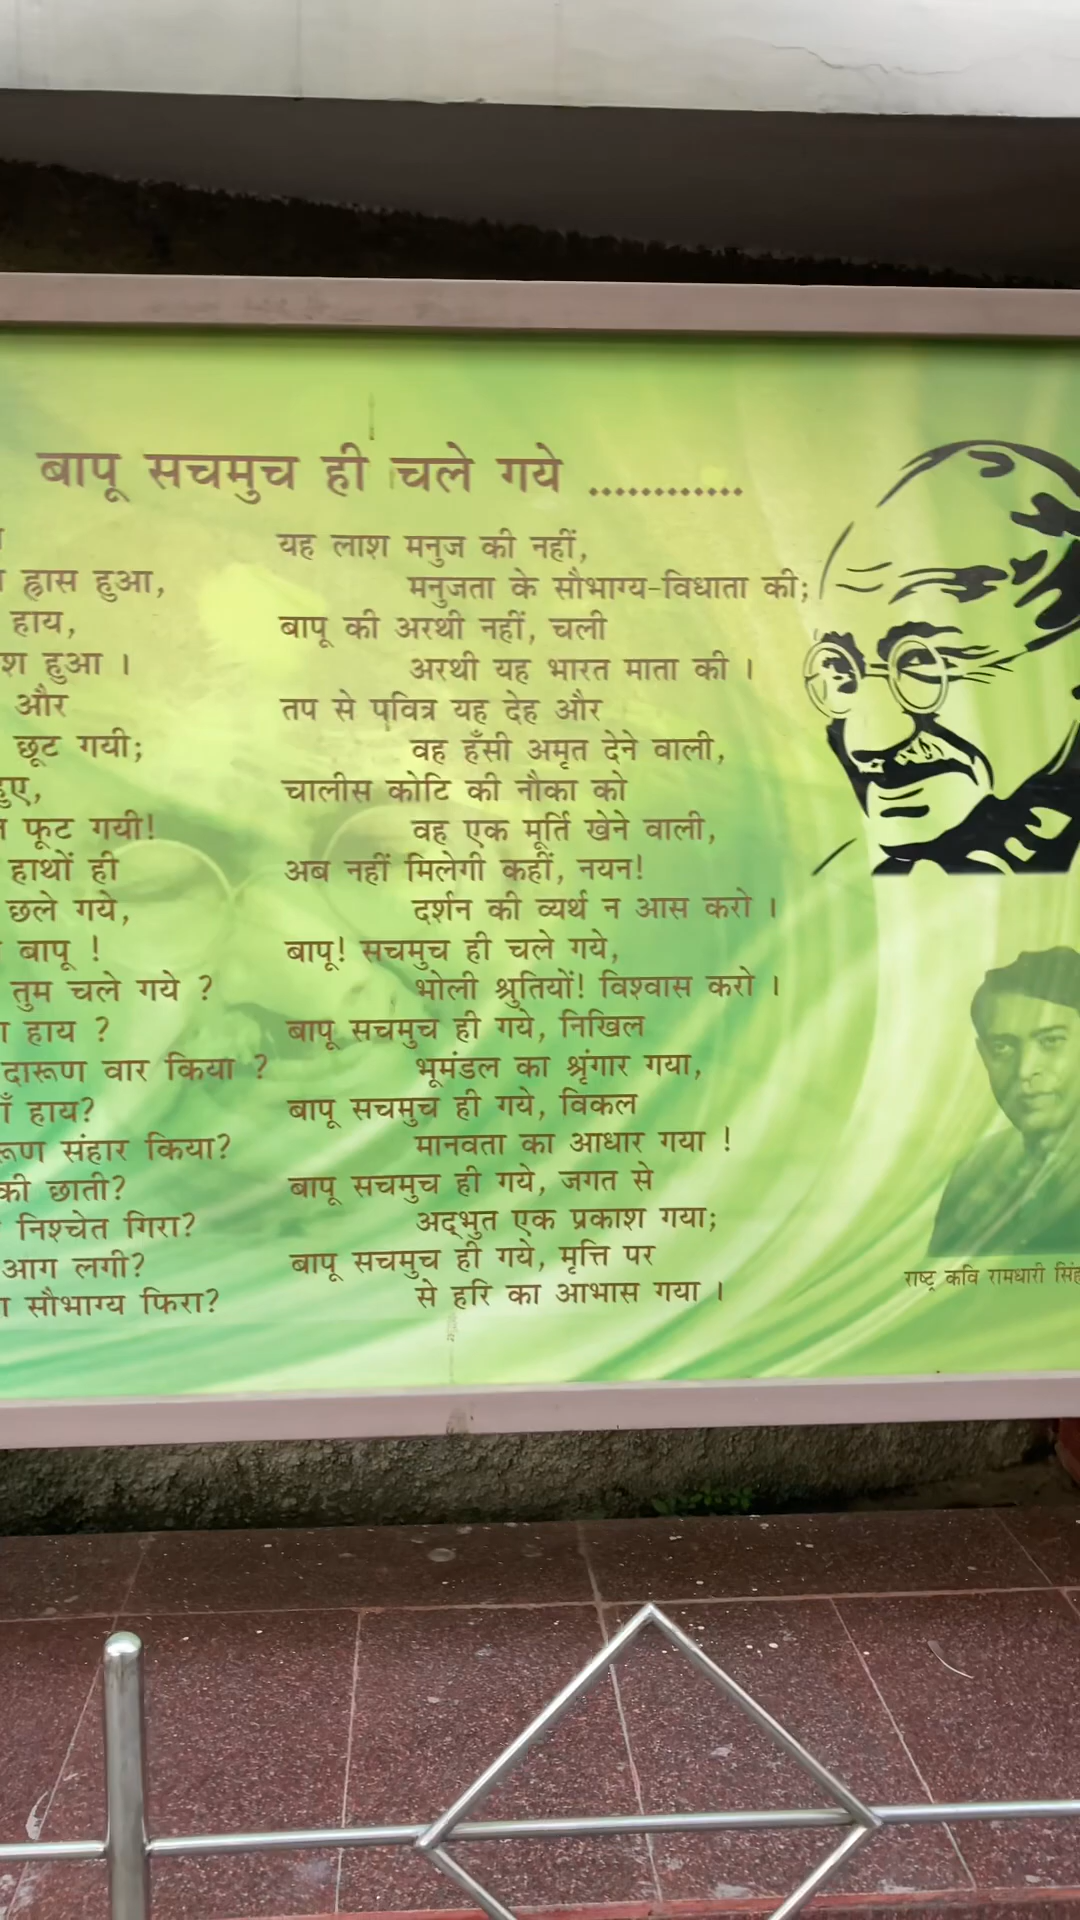 बापू सचमुच ही चले गये ............
ह्रास हुआ,
हाय,
हुआ ।
और
छूट गयी;
फूट गयी!
हाथों ही
छले गये,
बापू !
तुम चले गये ?
हाय ?
दारूण वार किया ?
हाय?
संहार किया?
की छाती?
निश्चेत गिरा?
आग लगी?
सौभाग्य फिरा?
यह लाश मनुज की नहीं,
मनुजता के सौभाग्य-विधाता की;
बापू की अरथी नहीं, चली
अरथी यह भारत माता की ।
तप से पवित्र यह देह और
वह हँसी अमृत देने वाली,
चालीस कोटि की नौका को
वह एक मूर्ति खेने वाली,
अब नहीं मिलेगी कहीं, नयन!
दर्शन की व्यर्थ न आस करो ।
बापू! सचमुच ही चले गये,
भोली श्रुतियों! विश्वास करो ।
बापू सचमुच ही गये, निखिल
भूमंडल का श्रृंगार गया,
बापू सचमुच ही गये, विकल
मानवता का आधार गया !
बापू सचमुच ही गये, जगत से
अद्भुत एक प्रकाश गया;
बापू सचमुच ही गये, मृत्ति पर
से हरि का आभास गया ।
राष्ट्र कवि रामधारी सिंह